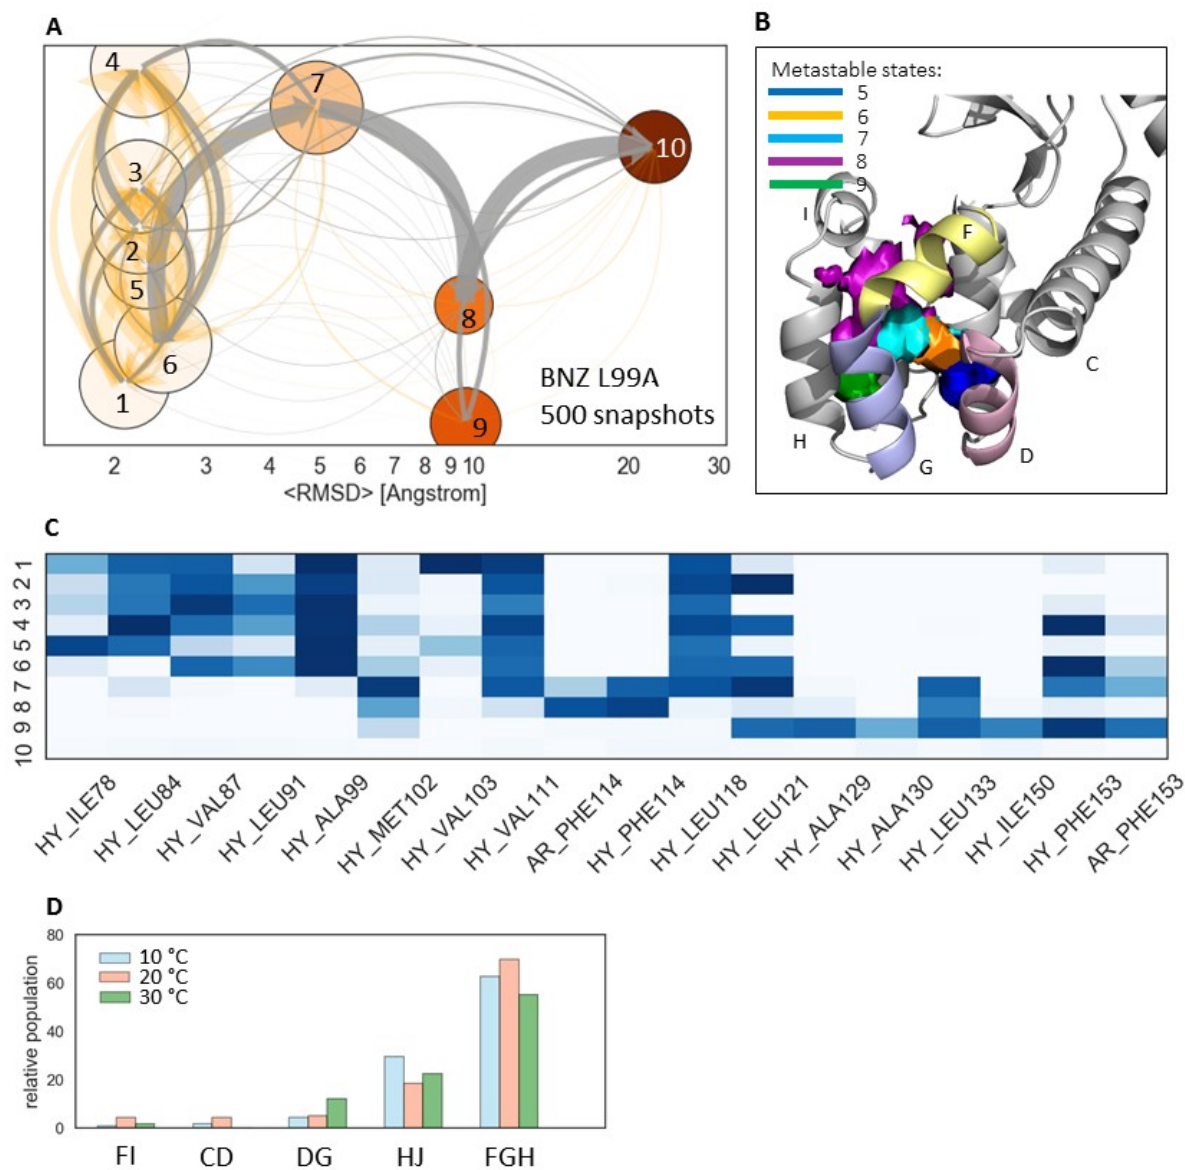 A
4
3
2
5
6
1
7
8
9
10
BNZ L99A
500 snapshots
2 3 4 5 6 7 8 9 10 20 30
<RMSD> [Angstrom]
B
Metastable states:
5
6
7
8
9
I
F
C
H
G
D
C
1
2
3
4
5
6
7
8
9
10
HY_ILE78
HY_LEU84
HY_VAL87
HY_LEU91
HY_ALA99
HY_MET102
HY_VAL103
HY_VAL111
AR_PHE114
HY_PHE114
HY_LEU118
HY_LEU121
HY_ALA129
HY_ALA130
HY_LEU133
HY_ILE150
HY_PHE153
AR_PHE153
D
relative population
80
60
40
20
0
10 °C
20 °C
30 °C
FI CD DG HJ FGH